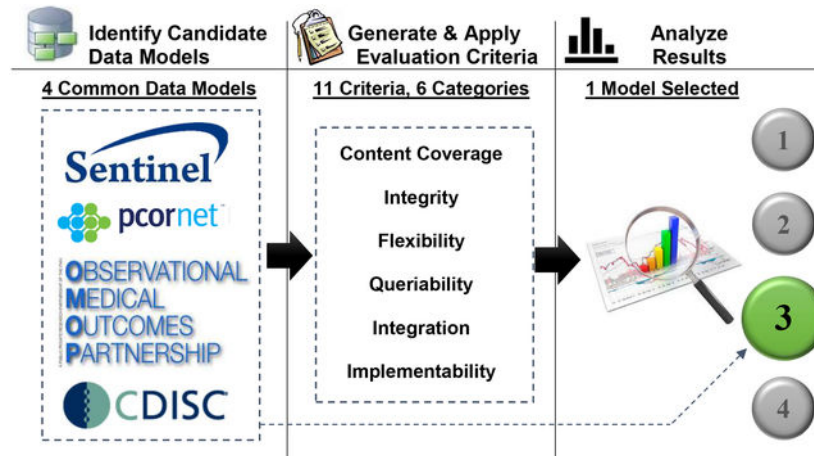 Identify Candidate
Data Models
Generate & Apply
Evaluation Criteria
Analyze
Results
4 Common Data Models
11 Criteria, 6 Categories
1 Model Selected
Sentinel
pcornet
OBSERVATIONAL
MEDICAL
OUTCOMES
PARTNERSHIP
CDISC
Content Coverage
Integrity
Flexibility
Queriability
Integration
Implementability
1
2
3
4